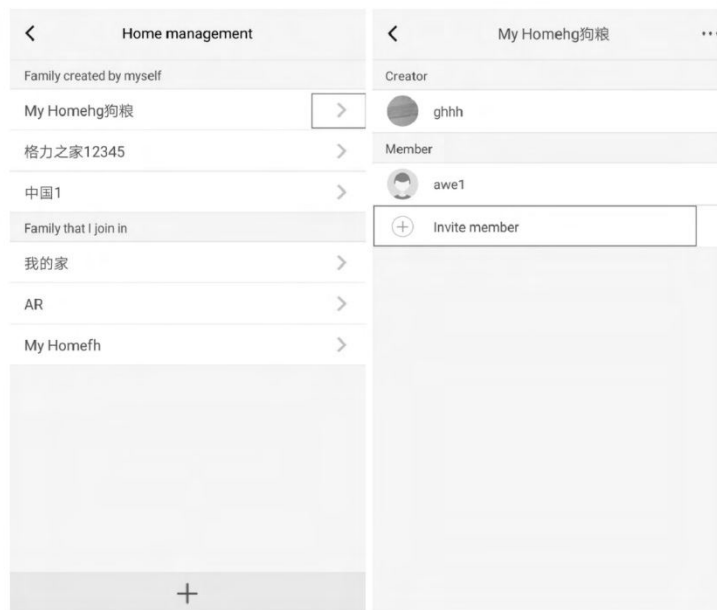 Home management
Family created by myself
My Homehg狗粮
格力之家12345
中国1
Family that I join in
我的家
AR
My Homefh
My Homehg狗粮
Creator
ghhh
Member
awe1
Invite member